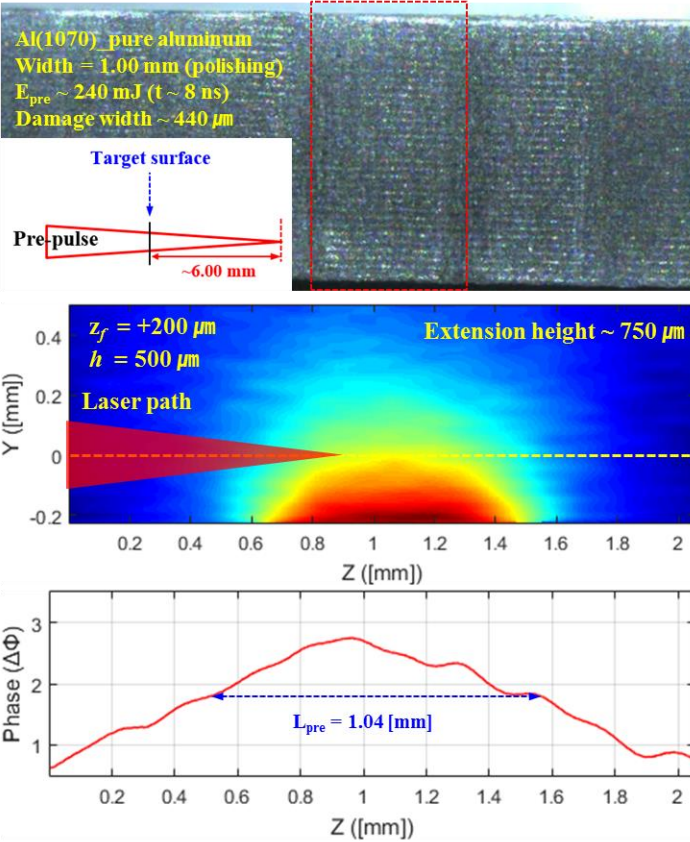 Al(1070)_pure aluminum
Width = 1.00 mm (polishing)
E_pre ~ 240 mJ (t ~ 8 ns)
Damage width ~ 440 ㎛
Target surface
Pre-pulse
~6.00 mm
z_f = +200 ㎛
h = 500 ㎛
Extension height ~ 750 ㎛
Laser path
Y ([mm])
0.4
0.2
0
-0.2
0.2 0.4 0.6 0.8 1 1.2 1.4 1.6 1.8 2
Z ([mm])
Phase (ΔΦ)
3
2
1
L_pre = 1.04 [mm]
0.2 0.4 0.6 0.8 1 1.2 1.4 1.6 1.8 2
Z ([mm])